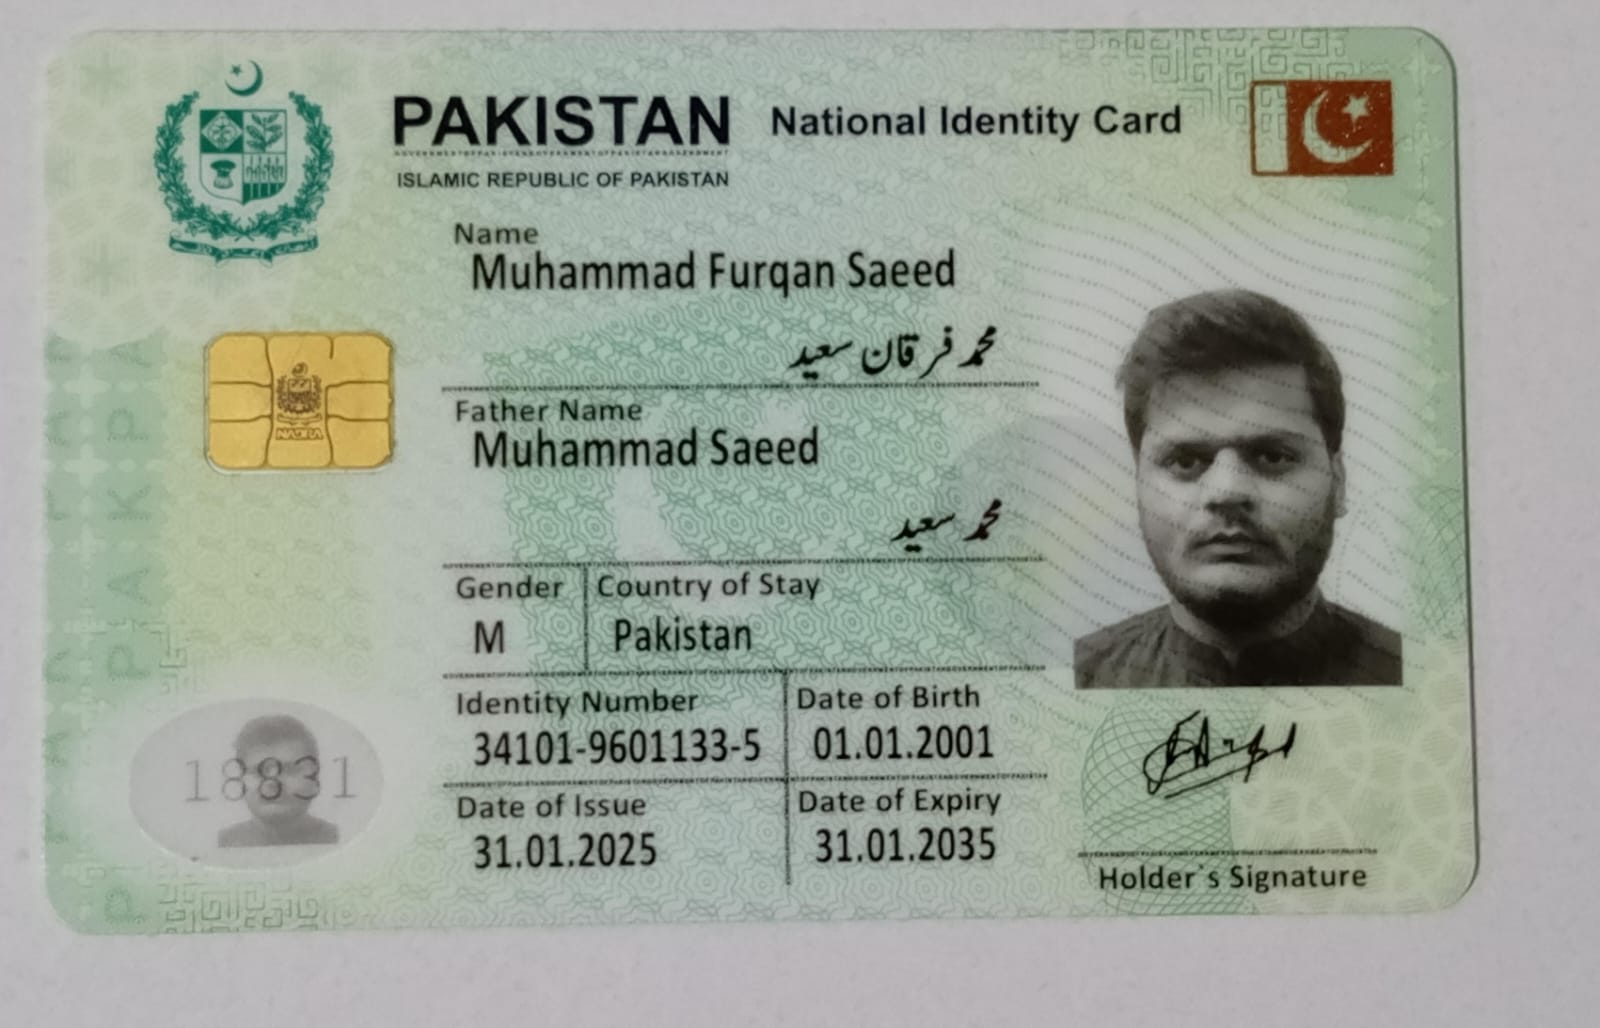 PAKISTAN National Identity Card
ISLAMIC REPUBLIC OF PAKISTAN
Name
Muhammad Furqan Saeed
محمد فرقان سعید
Father Name
Muhammad Saeed
محمد سعید
Gender Country of Stay
M Pakistan
Identity Number Date of Birth
34101-9601133-5 01.01.2001
Date of Issue Date of Expiry
31.01.2025 31.01.2035
18831
Holder`s Signature